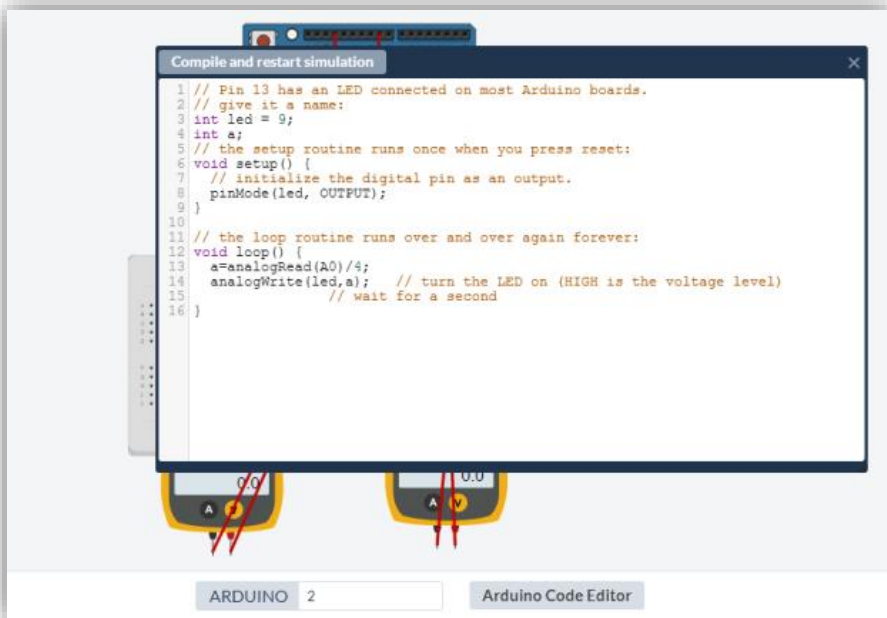 Compile and restart simulation
×
1 // Pin 13 has an LED connected on most Arduino boards.
2 // give it a name:
3 int led = 9;
4 int a;
5 // the setup routine runs once when you press reset:
6 void setup() {
7 // initialize the digital pin as an output.
8 pinMode(led, OUTPUT);
9 }
10
11 // the loop routine runs over and over again forever:
12 void loop() {
13 a=analogRead(A0)/4;
14 analogWrite(led,a); // turn the LED on (HIGH is the voltage level)
15 // wait for a second
16 }
0.0 0.0
A V A V
ARDUINO 2 Arduino Code Editor